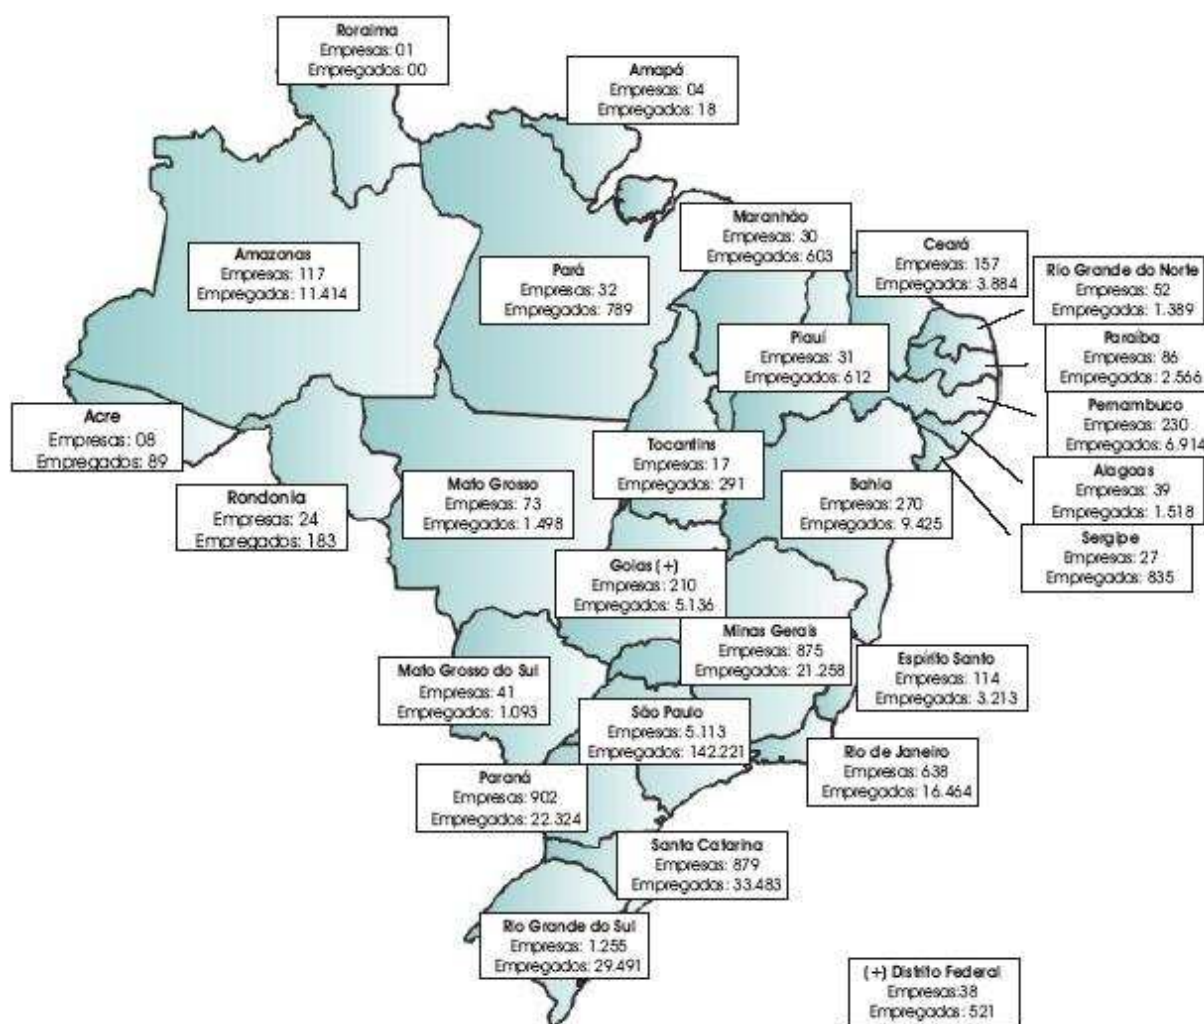 Roraima
Empresas: 01
Empregados: 00
Amapá
Empresas: 04
Empregados: 18
Maranhão
Empresas: 30
Empregados: 603
Ceará
Empresas: 157
Empregados: 3.884
Amazonas
Empresas: 117
Empregados: 11.414
Pará
Empresas: 32
Empregados: 789
Rio Grande do Norte
Empresas: 52
Empregados: 1.389
Piauí
Empresas: 31
Empregados: 612
Paraíba
Empresas: 86
Empregados: 2.566
Acre
Empresas: 08
Empregados: 89
Pernambuco
Empresas: 230
Empregados: 6.914
Tocantins
Empresas: 17
Empregados: 291
Alagoas
Empresas: 39
Empregados: 1.518
Rondonia
Empresas: 24
Empregados: 183
Mato Grosso
Empresas: 73
Empregados: 1.498
Bahia
Empresas: 270
Empregados: 9.425
Sergipe
Empresas: 27
Empregados: 835
Goias (+)
Empresas: 210
Empregados: 5.136
Minas Gerais
Empresas: 875
Empregados: 21.258
Espírito Santo
Empresas: 114
Empregados: 3.213
Mato Grosso do Sul
Empresas: 41
Empregados: 1.093
São Paulo
Empresas: 5.113
Empregados: 142.221
Rio de Janeiro
Empresas: 638
Empregados: 16.464
Paraná
Empresas: 902
Empregados: 22.324
Santa Catarina
Empresas: 879
Empregados: 33.483
Rio Grande do Sul
Empresas: 1.255
Empregados: 29.491
(+) Distrito Federal
Empresas:38
Empregados: 521